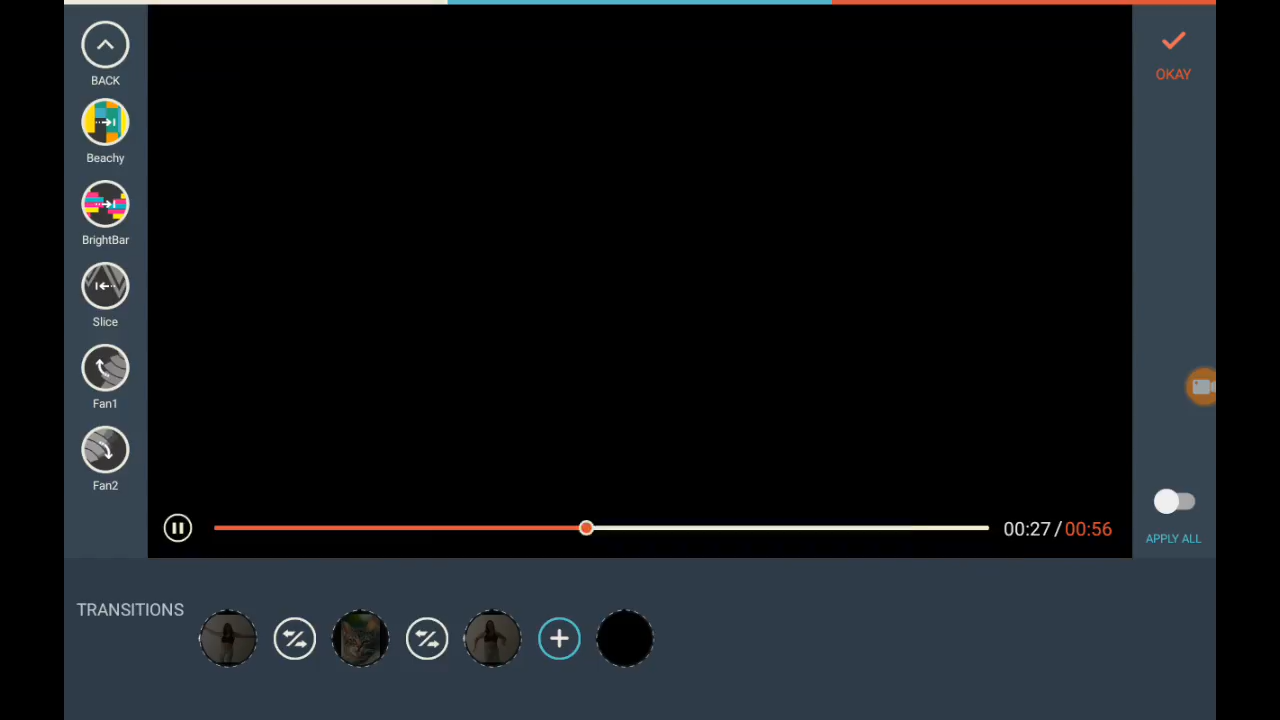 BACK
Beachy
BrightBar
Slice
Fan1
Fan2
OKAY
00:27/00:56
APPLY ALL
TRANSITIONS